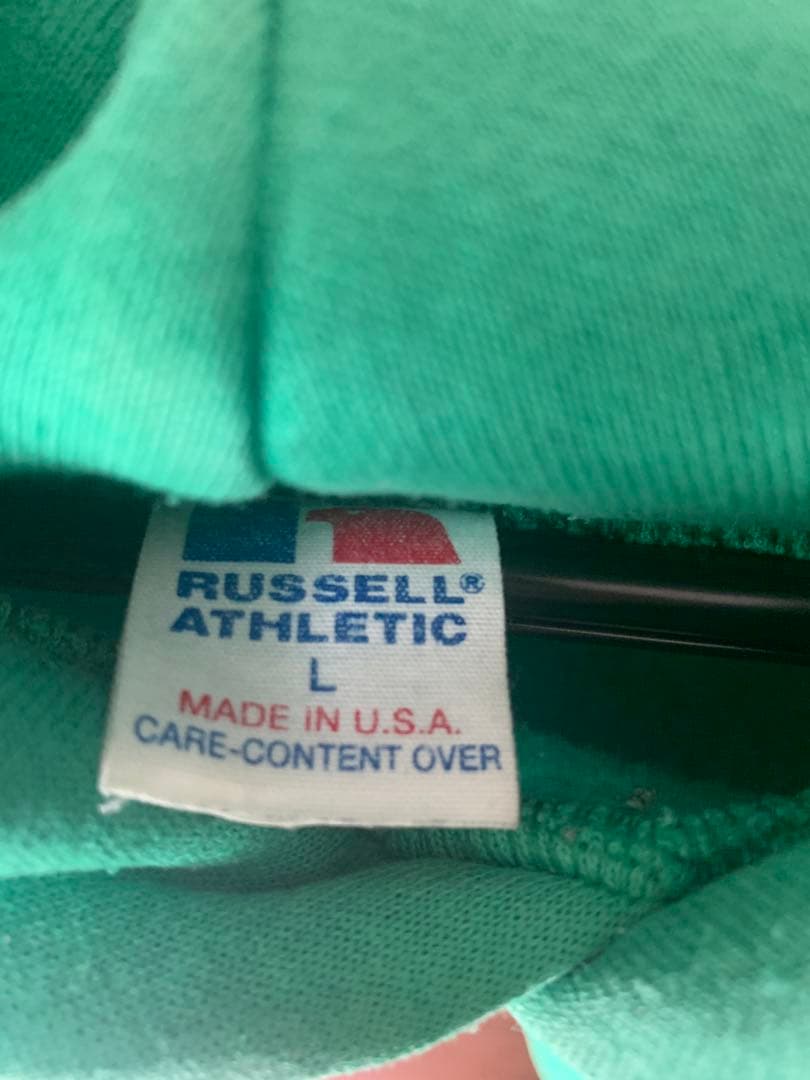 RUSSELL®
ATHLETIC
L
MADE IN U.S.A.
CARE-CONTENT OVER